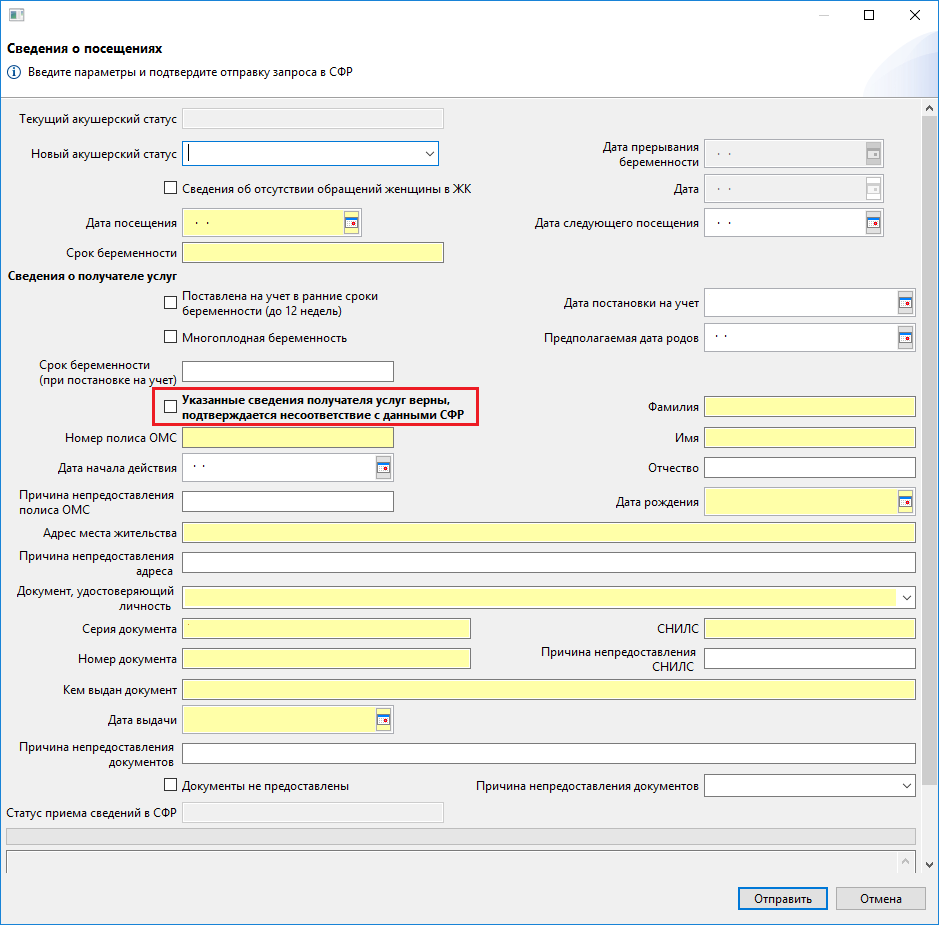 Сведения о посещениях
Введите параметры и подтвердите отправку запроса в СФР
Текущий акушерский статус
Новый акушерский статус
Дата прерывания
беременности
Сведения об отсутствии обращений женщины в ЖК
Дата
Дата посещения
Дата следующего посещения
Срок беременности
Сведения о получателе услуг
Поставлена на учет в ранние сроки
беременности (до 12 недель)
Дата постановки на учет
Многоплодная беременность
Предполагаемая дата родов
Срок беременности
(при постановке на учет)
Указанные сведения получателя услуг верны,
подтверждается несоответствие с данными СФР
Фамилия
Номер полиса ОМС
Имя
Дата начала действия
Отчество
Причина непредоставления
полиса ОМС
Дата рождения
Адрес места жительства
Причина непредоставления
адреса
Документ, удостоверяющий
личность
Серия документа
СНИЛС
Номер документа
Причина непредоставления
СНИЛС
Кем выдан документ
Дата выдачи
Причина непредоставления
документов
Документы не предоставлены
Причина непредоставления документов
Статус приема сведений в СФР
Отправить
Отмена